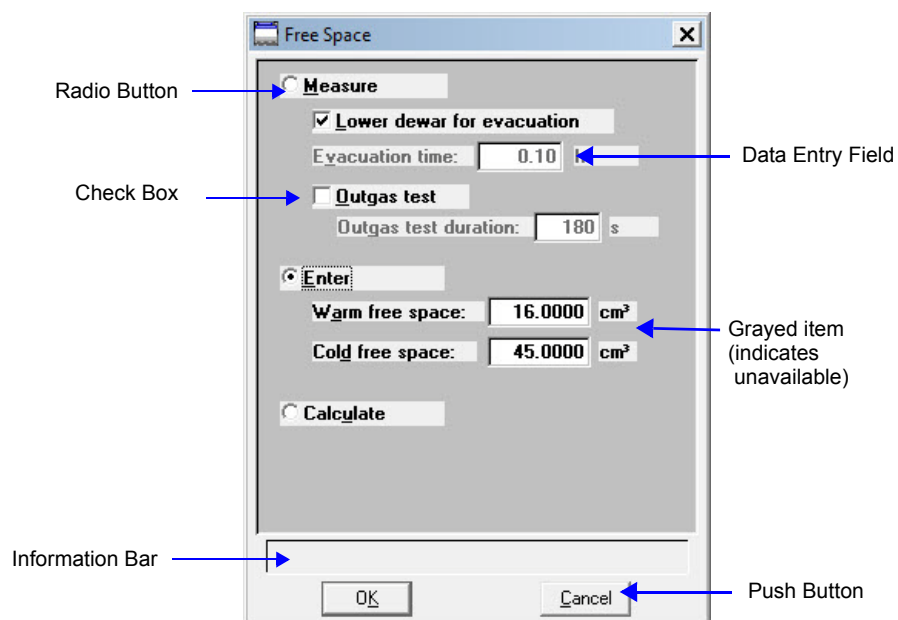 Free Space
Radio Button
Measure
Lower dewar for evacuation
Evacuation time: 0.10 h
Data Entry Field
Check Box
Outgas test
Outgas test duration: 180 s
Enter
Warm free space: 16.0000 cm³
Cold free space: 45.0000 cm³
Grayed item
(indicates
unavailable)
Calculate
Information Bar
OK
Cancel
Push Button